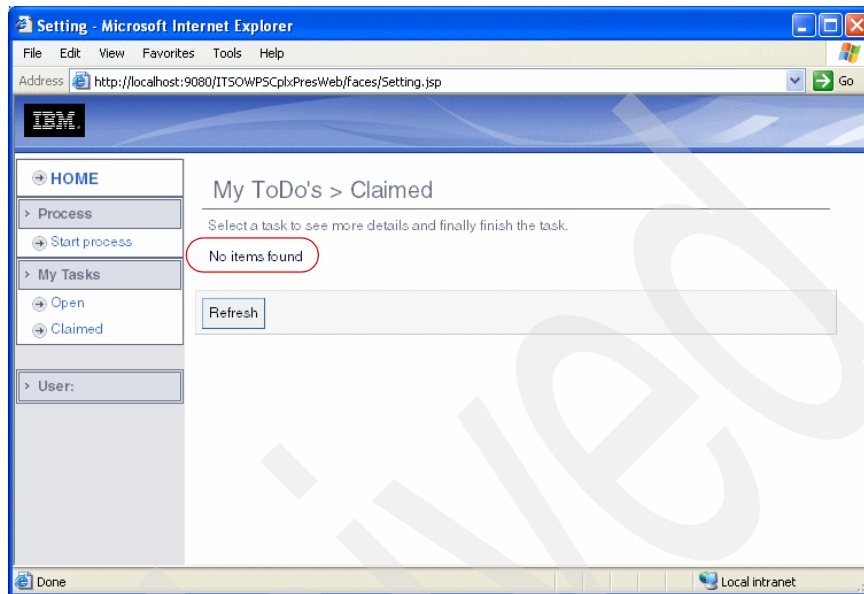 Setting - Microsoft Internet Explorer
File Edit View Favorites Tools Help
Address http://localhost:9080/ITSOWPSCplxPresWeb/faces/Setting.jsp Go
IBM.
HOME
> Process
Start process
> My Tasks
Open
Claimed
> User:
My ToDo's > Claimed
Select a task to see more details and finally finish the task.
No items found
Refresh
Done Local intranet